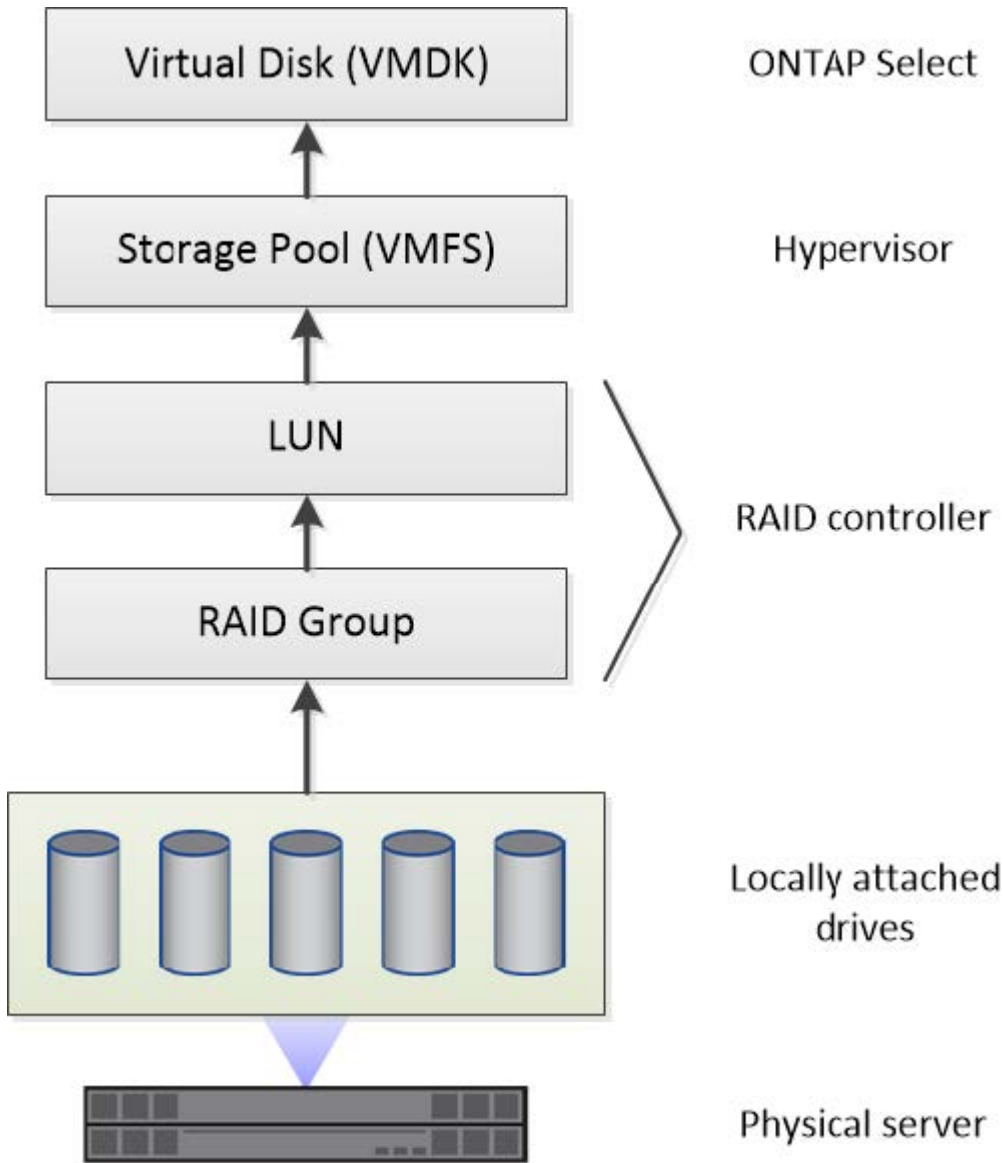 Virtual Disk (VMDK)
ONTAP Select
Storage Pool (VMFS)
Hypervisor
LUN
RAID controller
RAID Group
Locally attached
drives
Physical server